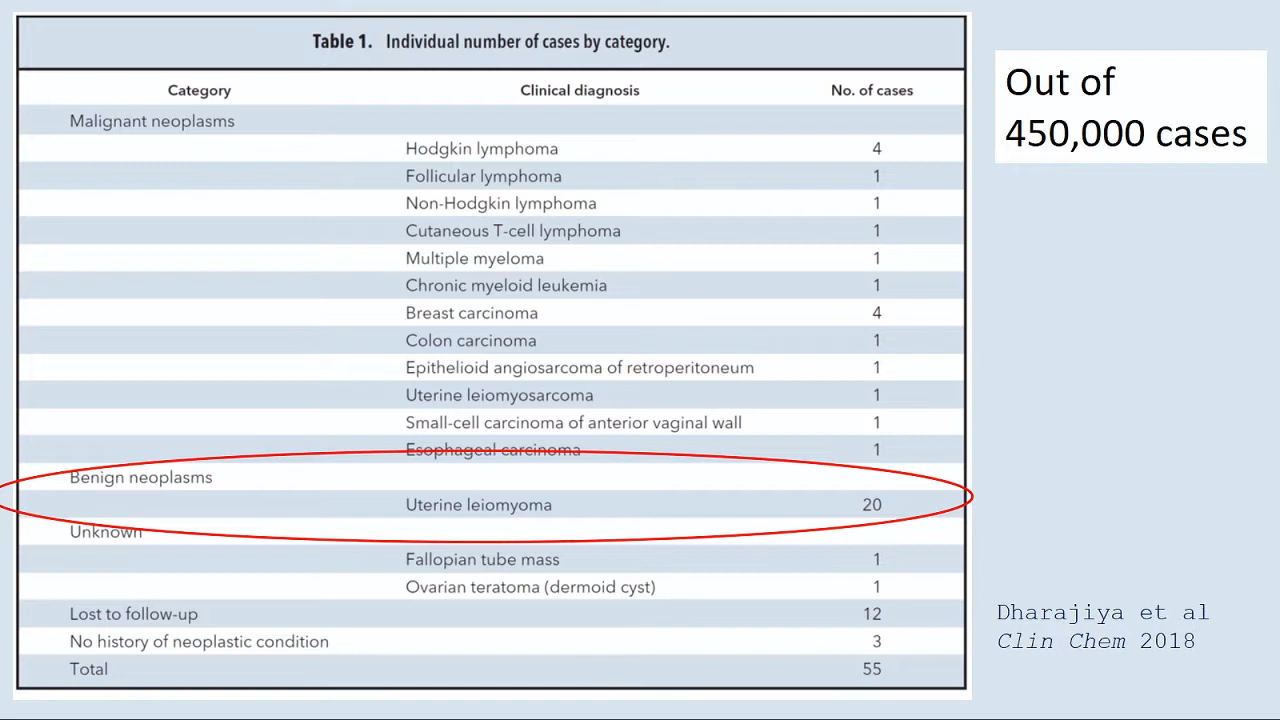 Table 1. Individual number of cases by category.
Category Clinical diagnosis No. of cases
Malignant neoplasms
Hodgkin lymphoma 4
Follicular lymphoma 1
Non-Hodgkin lymphoma 1
Cutaneous T-cell lymphoma 1
Multiple myeloma 1
Chronic myeloid leukemia 1
Breast carcinoma 4
Colon carcinoma 1
Epithelioid angiosarcoma of retroperitoneum 1
Uterine leiomyosarcoma 1
Small-cell carcinoma of anterior vaginal wall 1
Esophageal carcinoma 1
Benign neoplasms
Uterine leiomyoma 20
Unknown
Fallopian tube mass 1
Ovarian teratoma (dermoid cyst) 1
Lost to follow-up 12
No history of neoplastic condition 3
Total 55
Out of
450,000 cases
Dharajiya et al
Clin Chem 2018